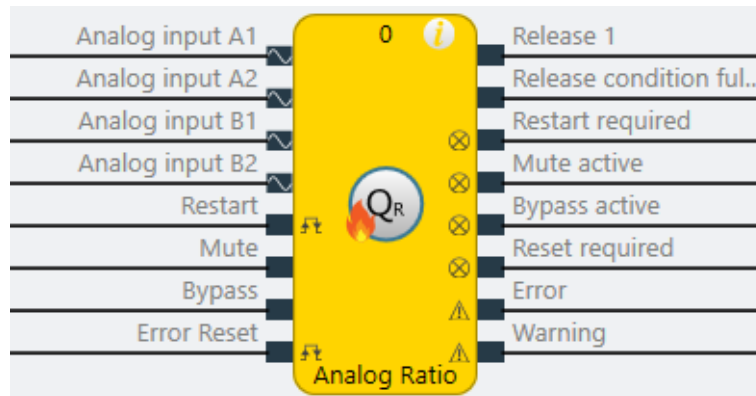 Analog input A1
Analog input A2
Analog input B1
Analog input B2
Restart
Mute
Bypass
Error Reset
0 i
QR
Analog Ratio
Release 1
Release condition ful..
Restart required
Mute active
Bypass active
Reset required
Error
Warning